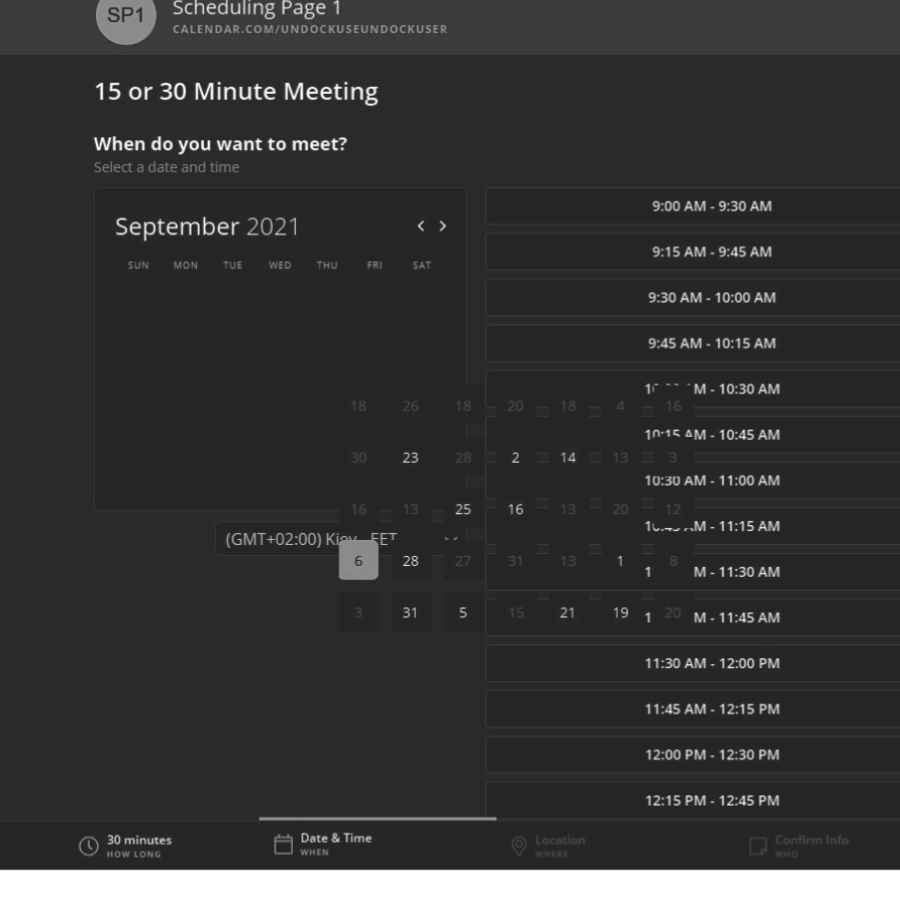 SP1
Scheduling Page 1
CALENDAR.COM/UNDOCKUSEUNDOCKUSER
15 or 30 Minute Meeting
When do you want to meet?
Select a date and time
September 2021
SUN MON TUE WED THU FRI SAT
9:00 AM - 9:30 AM
9:15 AM - 9:45 AM
9:30 AM - 10:00 AM
9:45 AM - 10:15 AM
M - 10:30 AM
18 26 18 20 18 4 16
10:15 AM - 10:45 AM
30 23 28 2 14 13 3
10:30 AM - 11:00 AM
16 13 25 16 13 20 12
M - 11:15 AM
(GMT+02:00) Kiev EET
6 28 27 31 13 1 8
M - 11:30 AM
3 31 5 15 21 19 20
M - 11:45 AM
11:30 AM - 12:00 PM
11:45 AM - 12:15 PM
12:00 PM - 12:30 PM
12:15 PM - 12:45 PM
30 minutes
HOW LONG
Date & Time
WHEN
Location
WHERE
Confirm Info
WHO